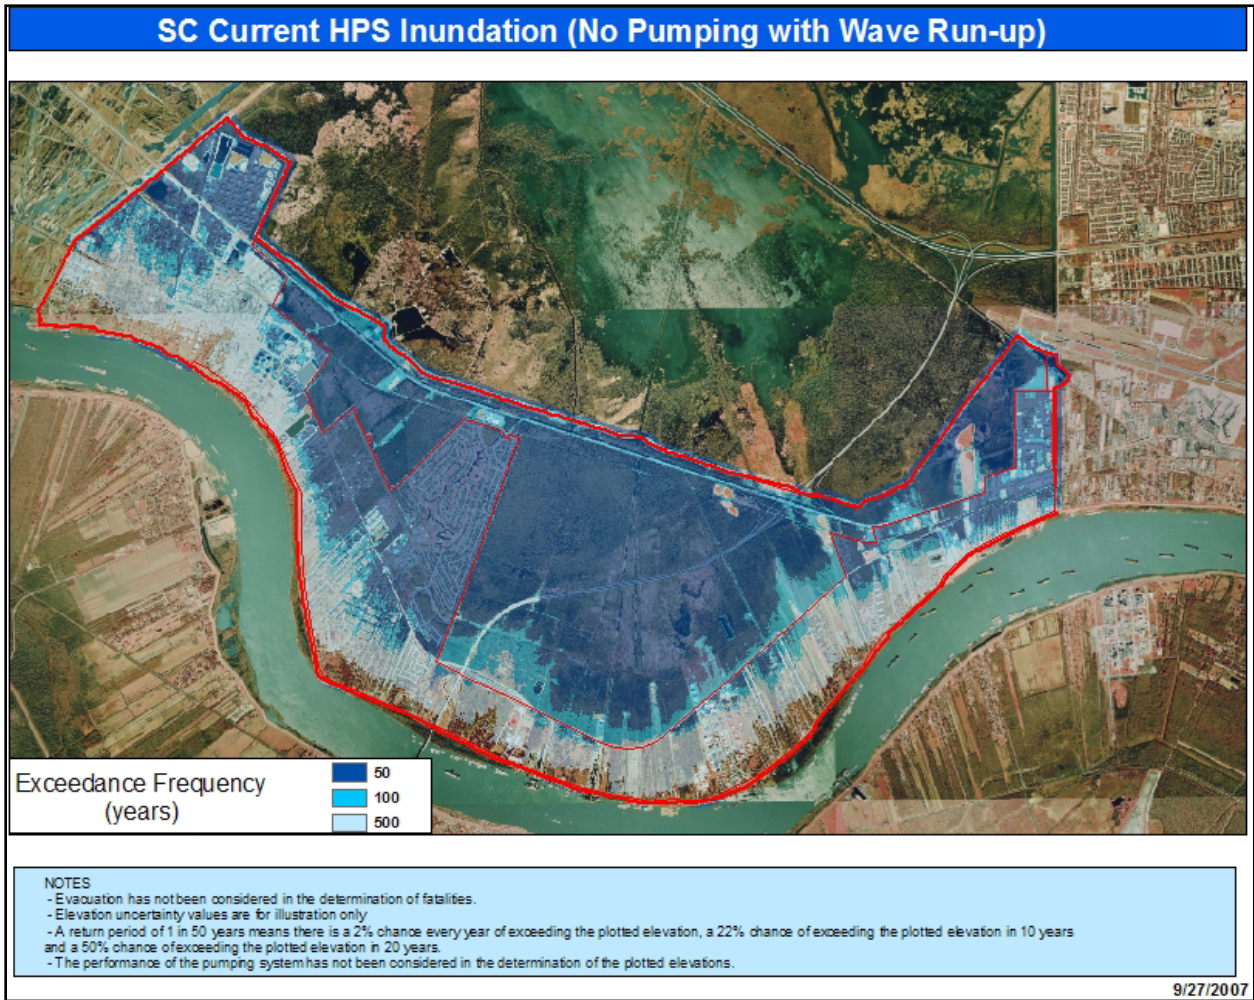 SC Current HPS Inundation (No Pumping with Wave Run-up)
Exceedance Frequency
(years)
50
100
500
NOTES
- Evacuation has not been considered in the determination of fatalities.
- Elevation uncertainty values are for illustration only
- A return period of 1 in 50 years means there is a 2% chance every year of exceeding the plotted elevation, a 22% chance of exceeding the plotted elevation in 10 years
and a 50% chance of exceeding the plotted elevation in 20 years.
- The performance of the pumping system has not been considered in the determination of the plotted elevations.
9/27/2007